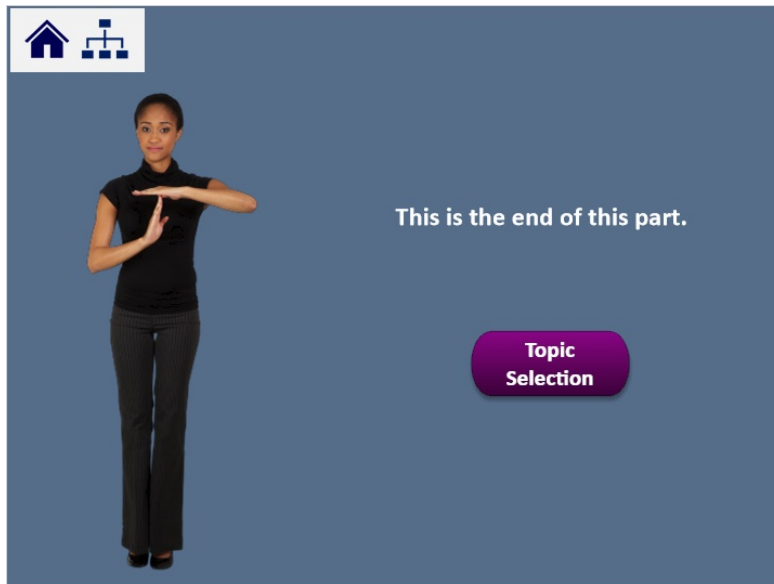 This is the end of this part.
Topic
Selection